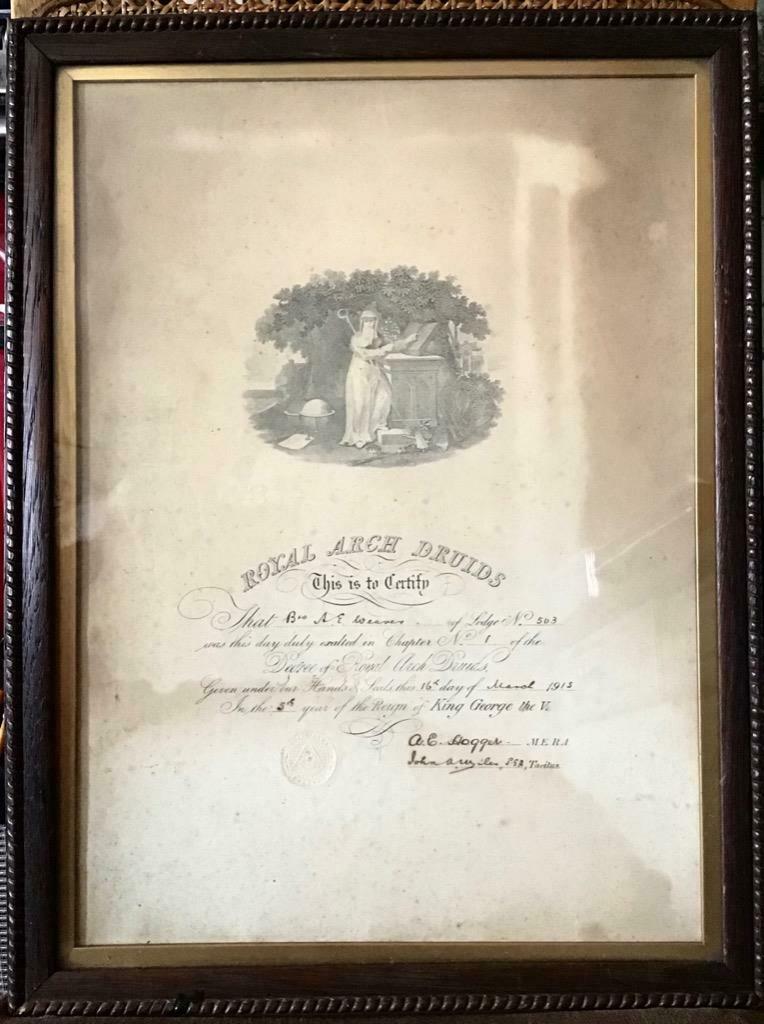 ROYAL ARCH DRUIDS
This is to Certify
That Bro A. E. Weaver of Lodge No. 503
was this day duly exalted in Chapter No. 1 of the
Degree of Royal Arch Druids,
Given under our Hands & Seals this 16th day of March 1915
In the 5th year of the Reign of King George the V.
A. E. M.E.R.A
John